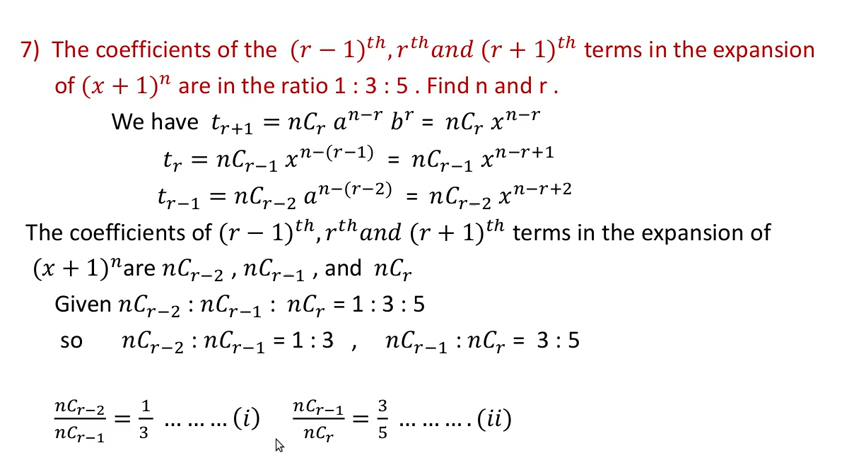 7) The coefficients of the (r − 1)ᵗʰ, rᵗʰ and (r + 1)ᵗʰ terms in the expansion
of (x + 1)ⁿ are in the ratio 1 : 3 : 5 . Find n and r .
We have t_{r+1} = nC_r a^{n−r} b^r = nC_r x^{n−r}
t_r = nC_{r−1} x^{n−(r−1)} = nC_{r−1} x^{n−r+1}
t_{r−1} = nC_{r−2} a^{n−(r−2)} = nC_{r−2} x^{n−r+2}
The coefficients of (r − 1)ᵗʰ, rᵗʰ and (r + 1)ᵗʰ terms in the expansion of
(x + 1)ⁿ are nC_{r−2} , nC_{r−1} , and nC_r
Given nC_{r−2} : nC_{r−1} : nC_r = 1 : 3 : 5
so nC_{r−2} : nC_{r−1} = 1 : 3 , nC_{r−1} : nC_r = 3 : 5
nC_{r−2}/nC_{r−1} = 1/3 … … … (i) nC_{r−1}/nC_r = 3/5 … … … . (ii)